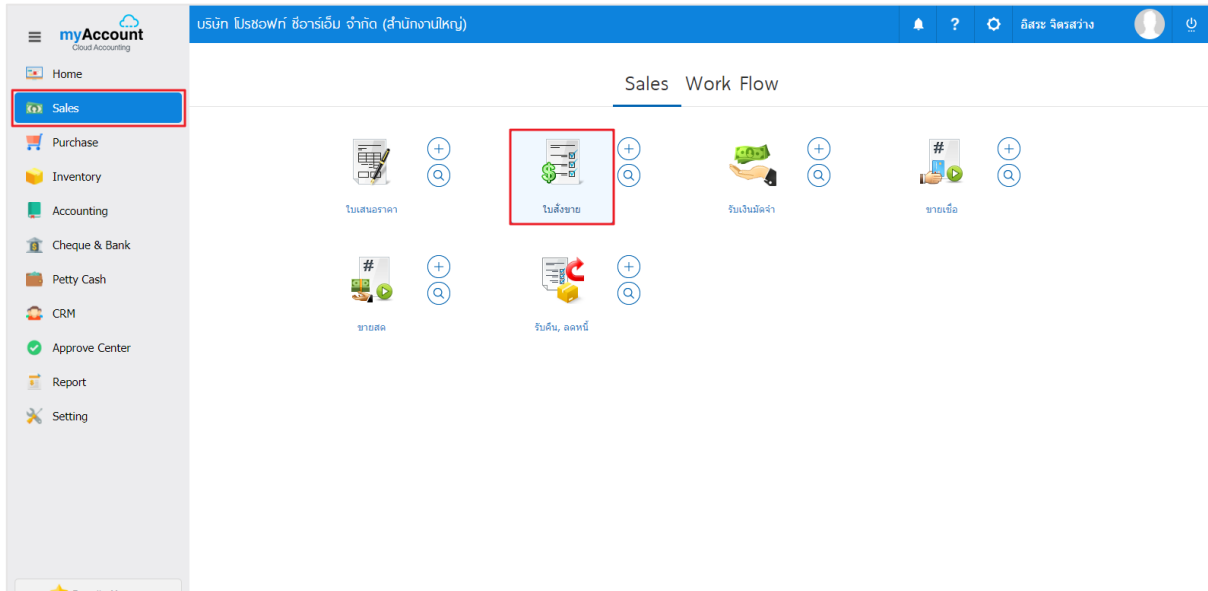 myAccount
Cloud Accounting
บริษัท โปรซอฟท์ ซีอาร์เอ็ม จำกัด (สำนักงานใหญ่)
?
อิสระ จิตรสว่าง
Home
Sales
Purchase
Inventory
Accounting
Cheque & Bank
Petty Cash
CRM
Approve Center
Report
Setting
Sales Work Flow
ใบเสนอราคา
$
ใบสั่งขาย
รับเงินมัดจำ
#
ขายเชื่อ
#
ขายสด
รับคืน, ลดหนี้